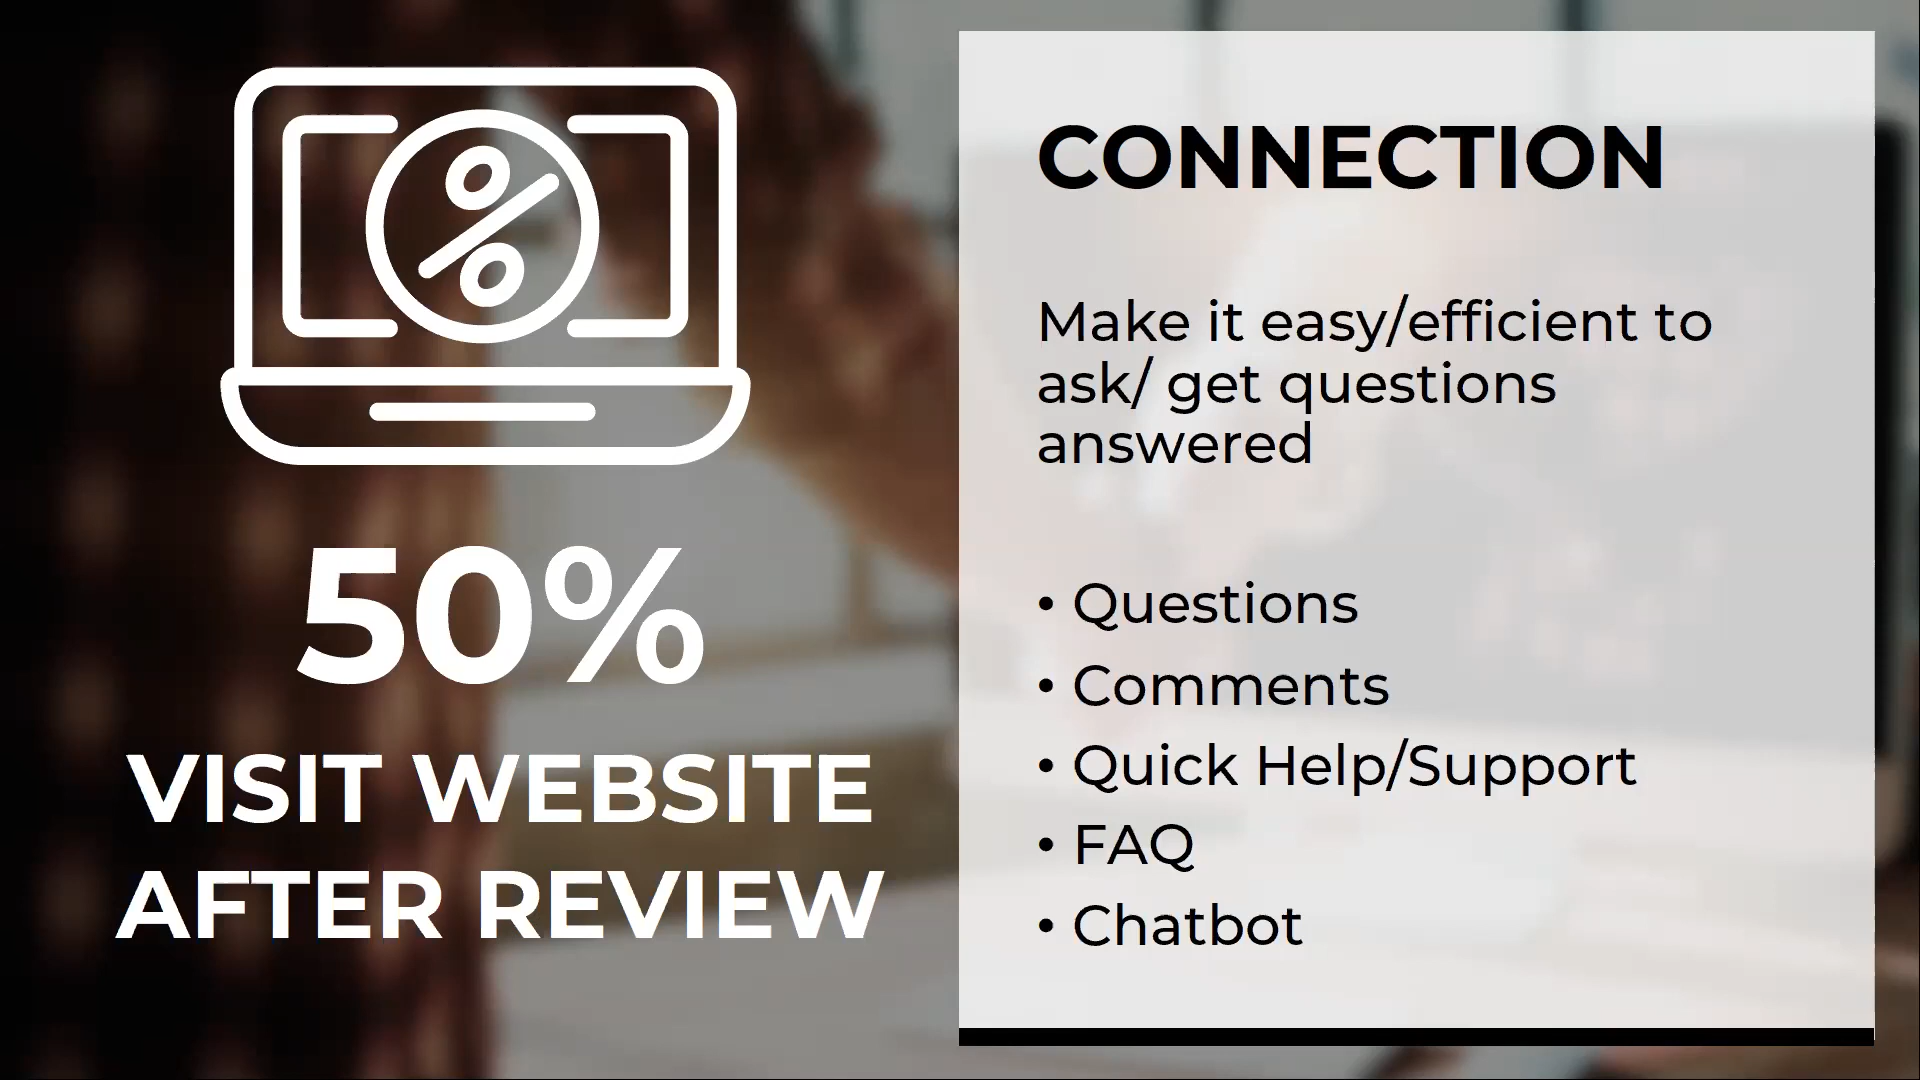 50%
VISIT WEBSITE
AFTER REVIEW
CONNECTION
Make it easy/efficient to
ask/ get questions
answered
• Questions
• Comments
• Quick Help/Support
• FAQ
• Chatbot